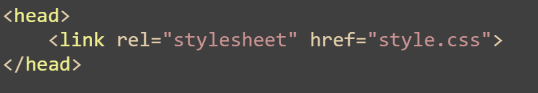 <head>
    <link rel="stylesheet" href="style.css">
</head>